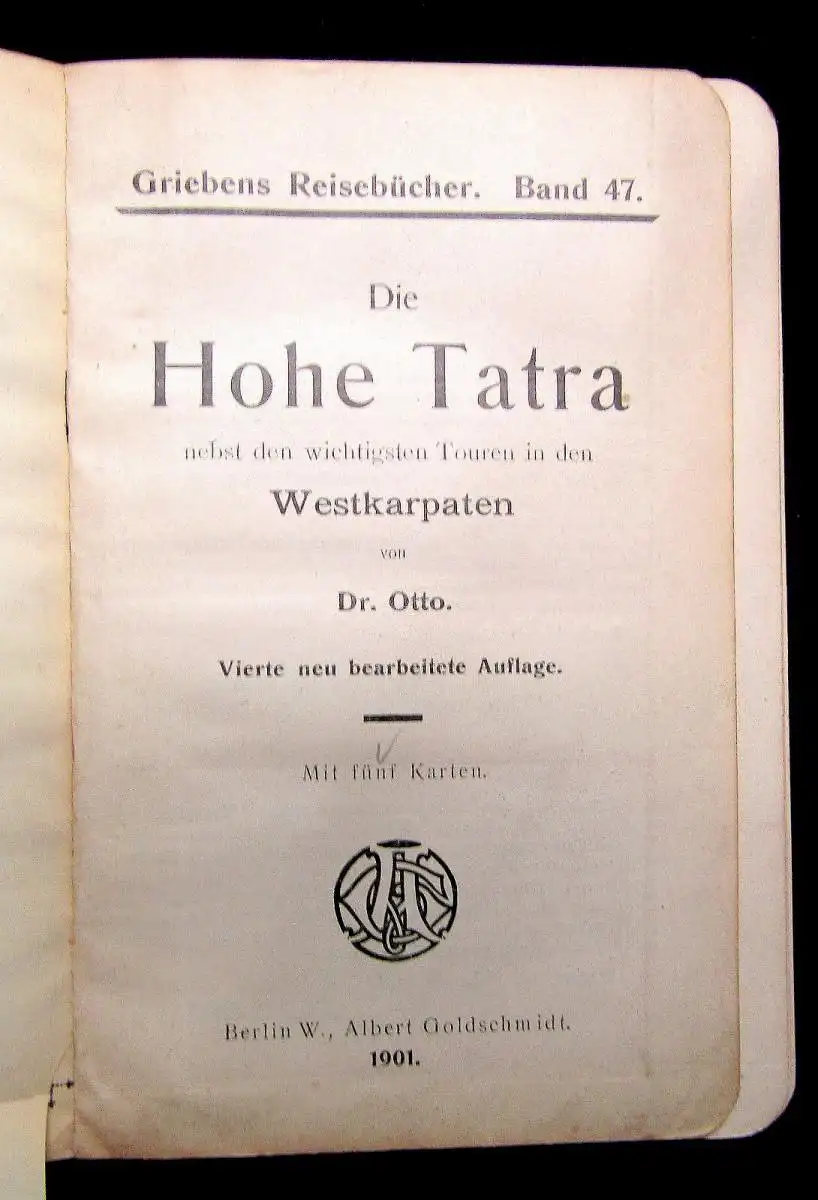 Griebens Reisebücher. Band 47.
Die
Hohe Tatra
nebst den wichtigsten Touren in den
Westkarpaten
von
Dr. Otto.
Vierte neu bearbeitete Auflage.
Mit fünf Karten.
Berlin W., Albert Goldschmidt.
1901.